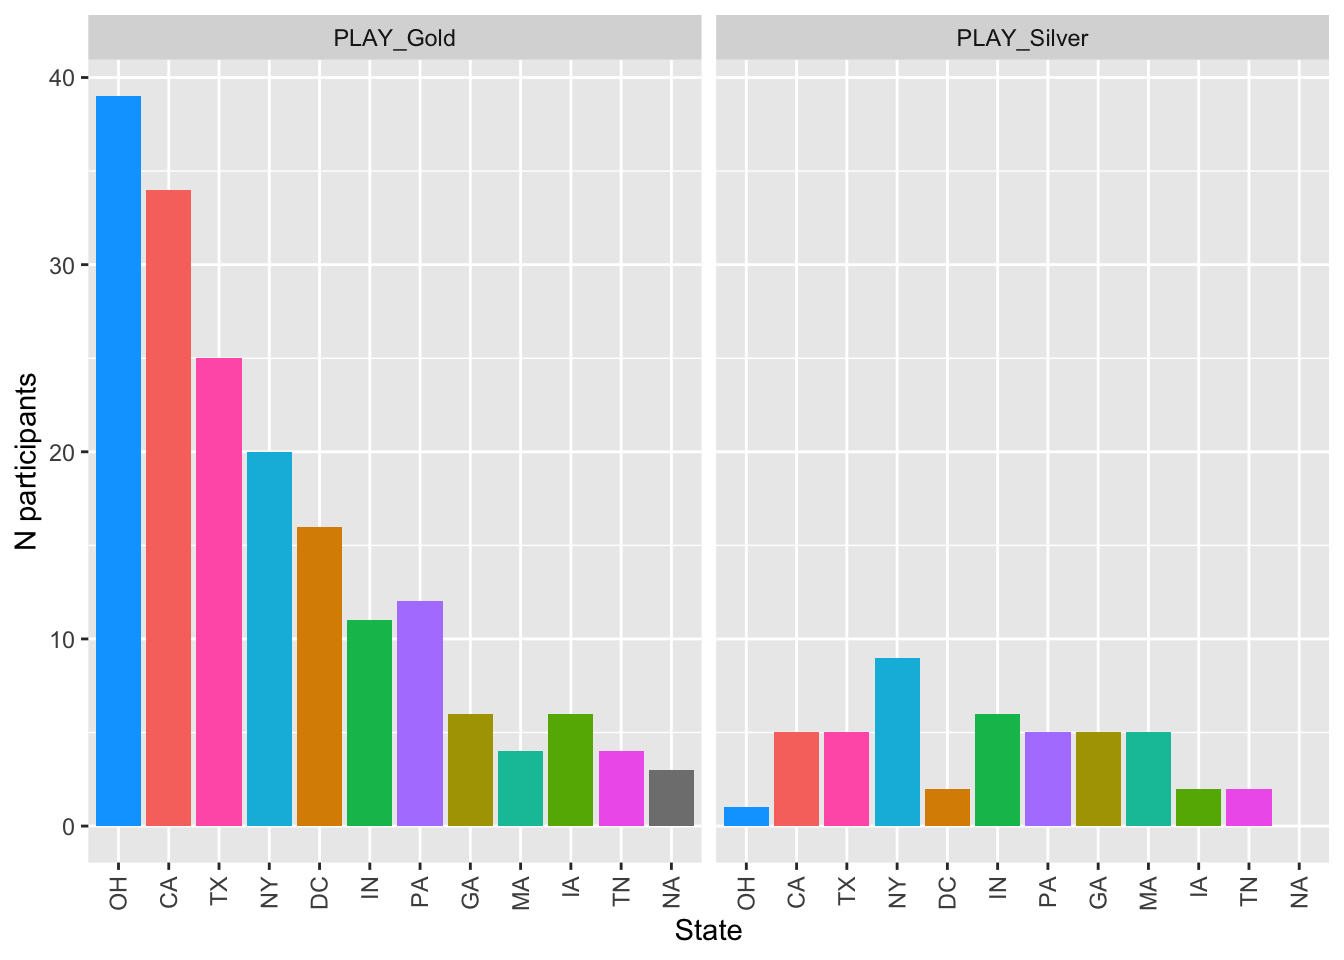 PLAY_Gold PLAY_Silver
40
30
20
10
0
N participants
OH CA TX NY DC IN PA GA MA IA TN NA OH CA TX NY DC IN PA GA MA IA TN NA
State